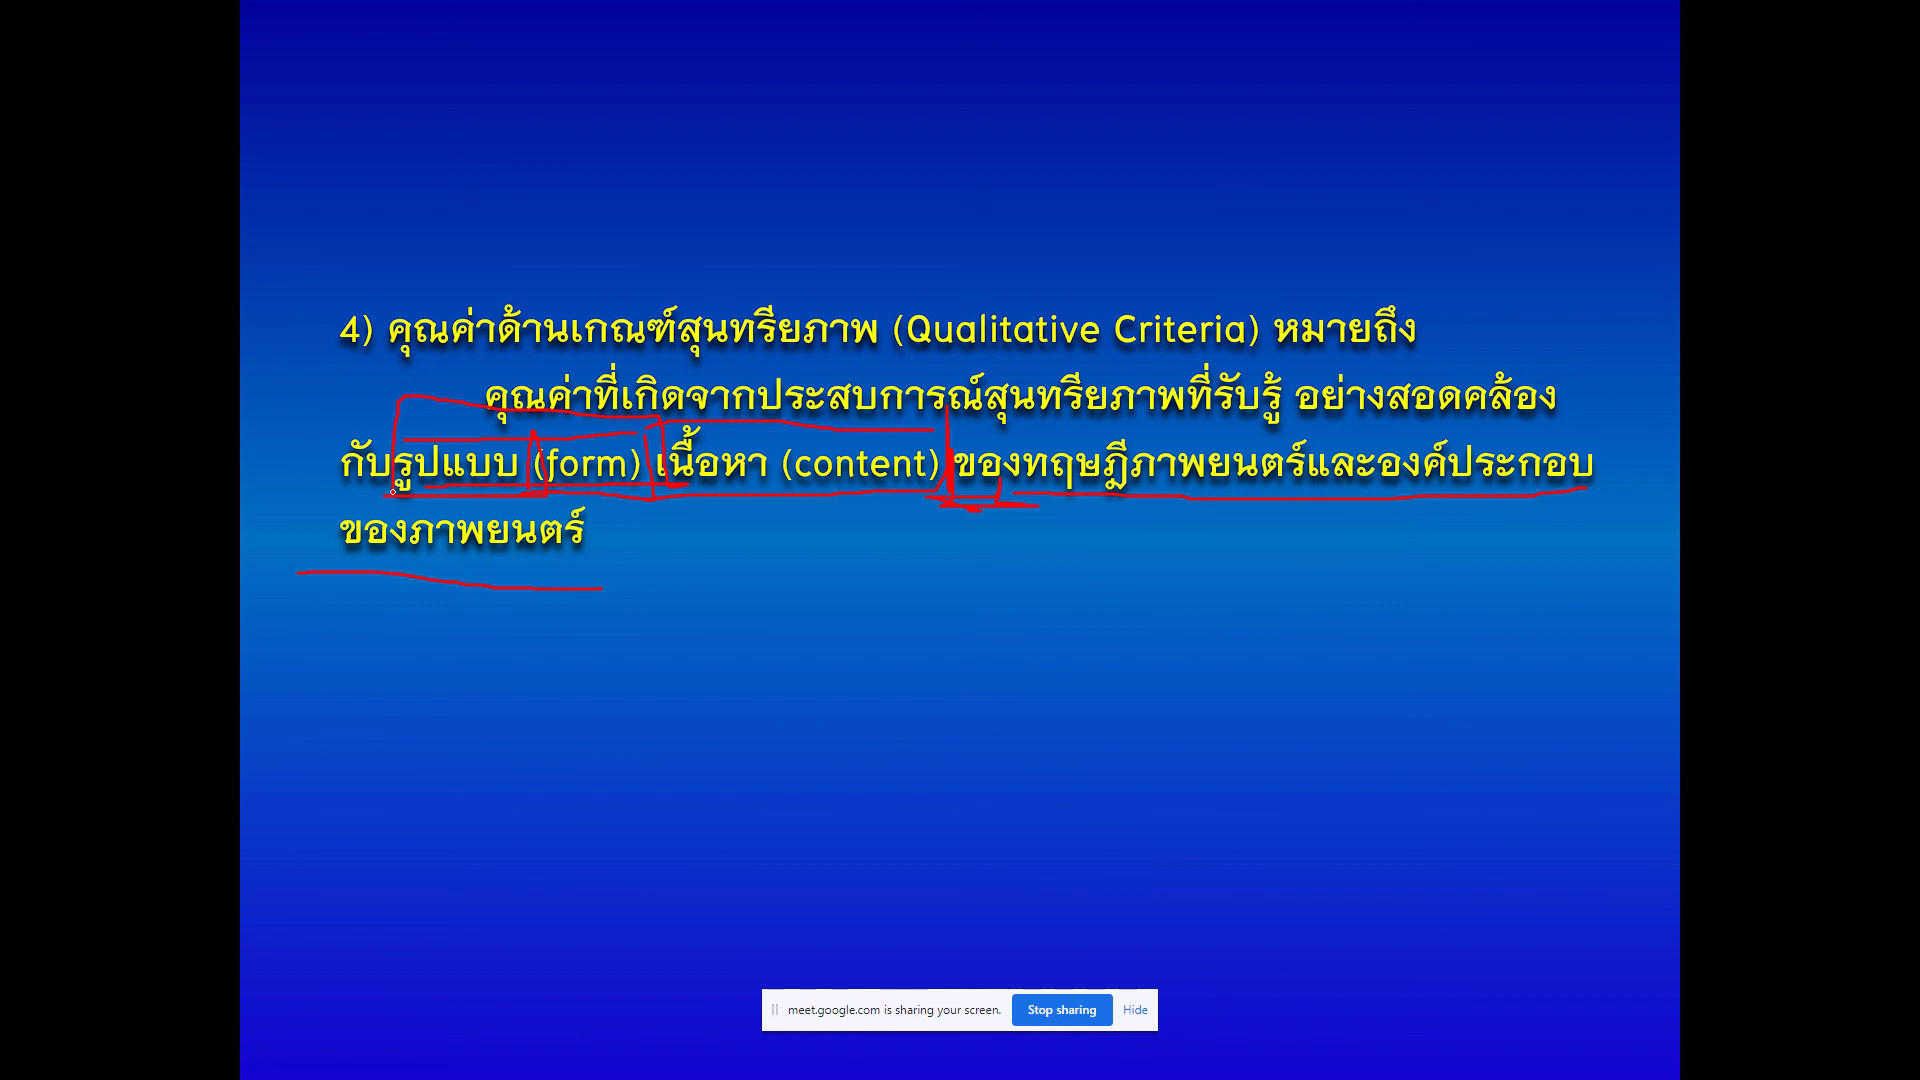 4) คุณค่าด้านเกณฑ์สุนทรียภาพ (Qualitative Criteria) หมายถึง
คุณค่าที่เกิดจากประสบการณ์สุนทรียภาพที่รับรู้ อย่างสอดคล้อง
กับรูปแบบ (form) เนื้อหา (content) ของทฤษฎีภาพยนตร์และองค์ประกอบ
ของภาพยนตร์
meet.google.com is sharing your screen. Stop sharing Hide